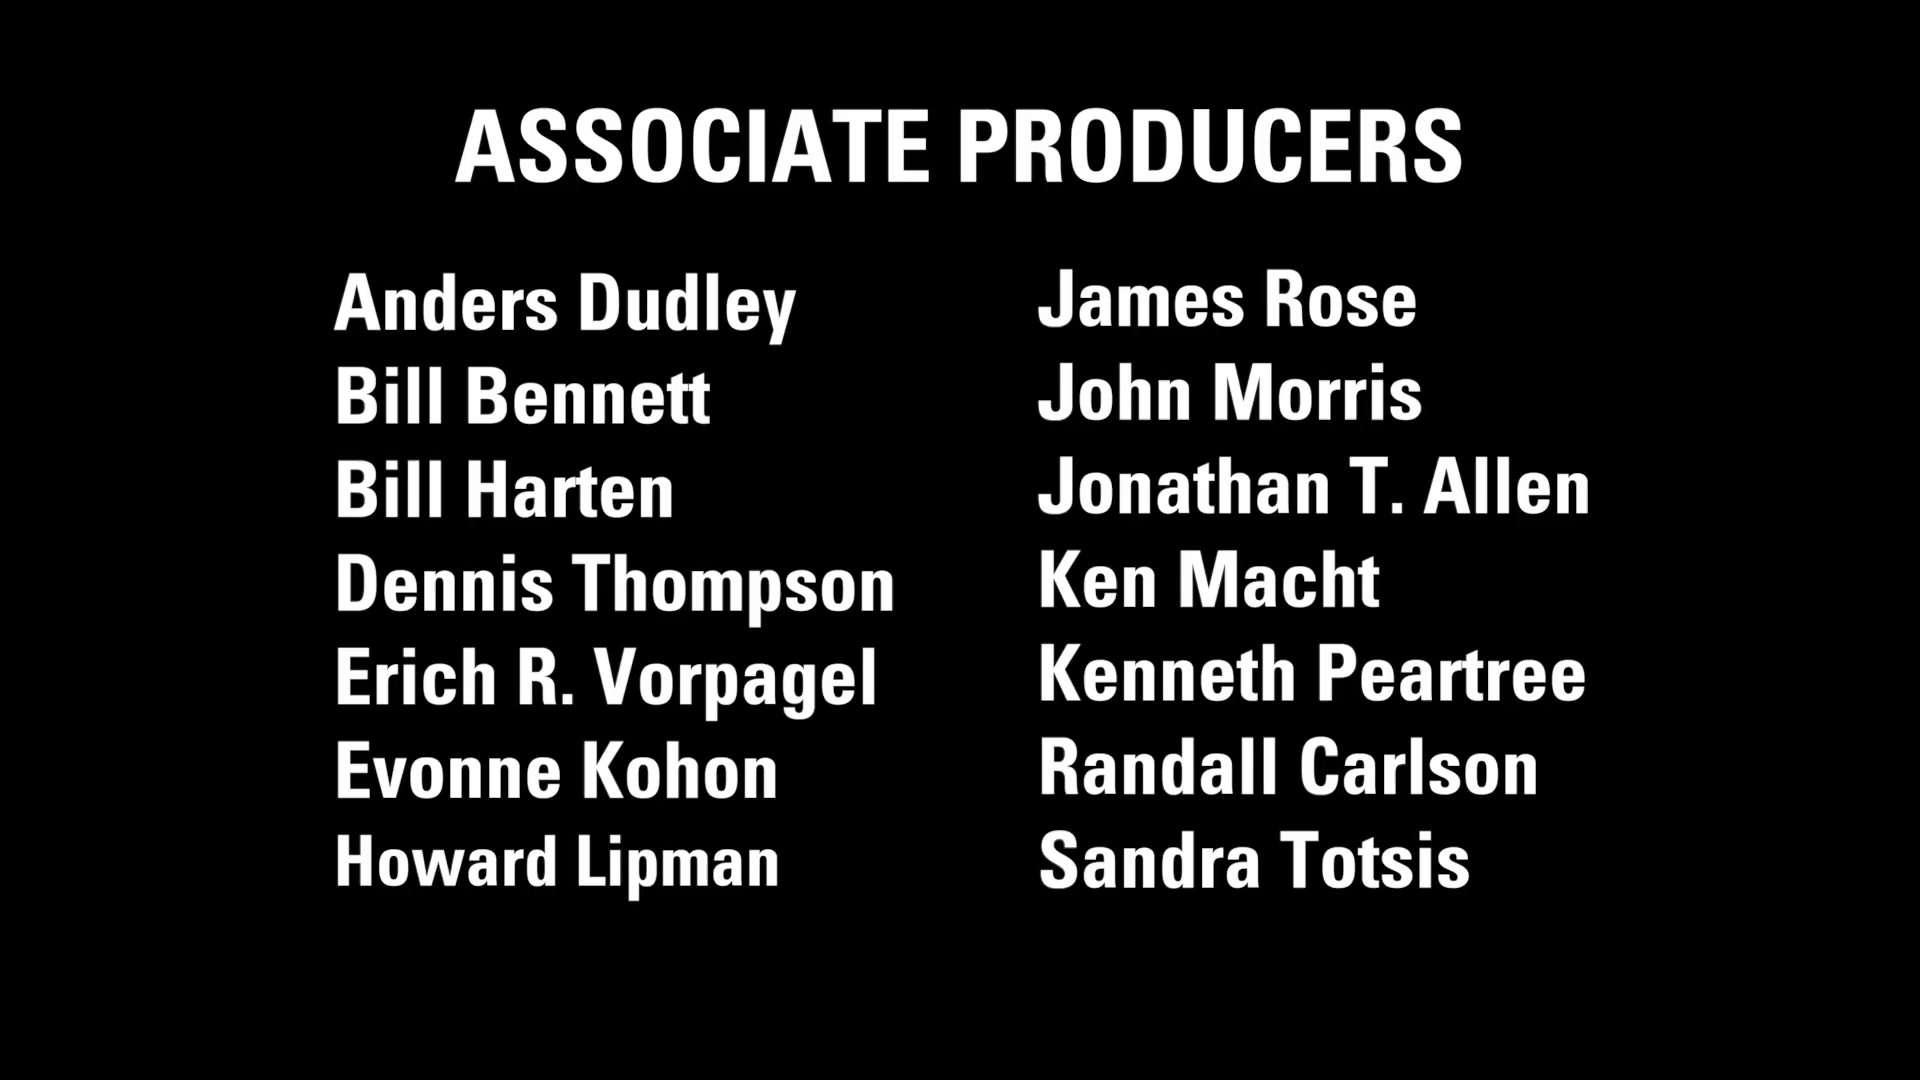 ASSOCIATE PRODUCERS
Anders Dudley
Bill Bennett
Bill Harten
Dennis Thompson
Erich R. Vorpagel
Evonne Kohon
Howard Lipman
James Rose
John Morris
Jonathan T. Allen
Ken Macht
Kenneth Peartree
Randall Carlson
Sandra Totsis